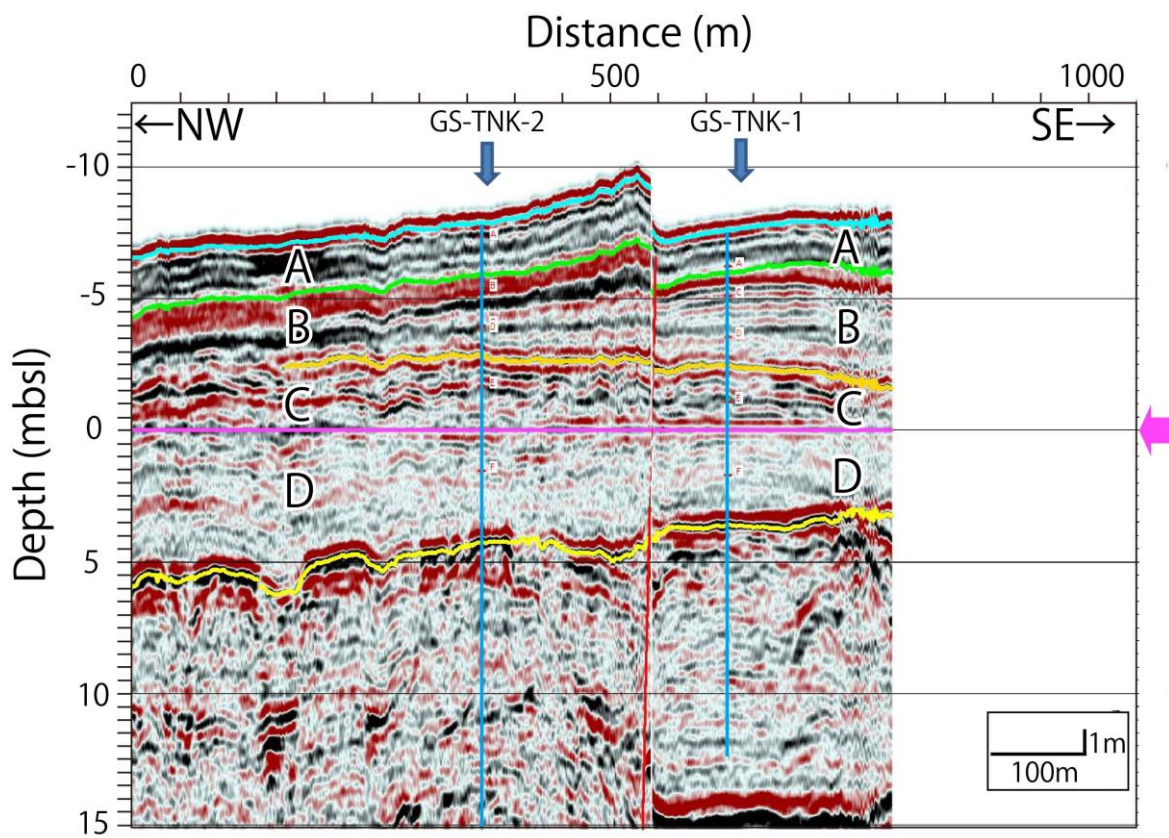 Distance (m)
0 500 1000
←NW GS-TNK-2 GS-TNK-1 SE→
-10
A
A
B
A
A
-5
B
C
B
B
D
D
E
C
E
C
0
Depth (mbsl)
F
F
D
D
5
10
1m
100m
15